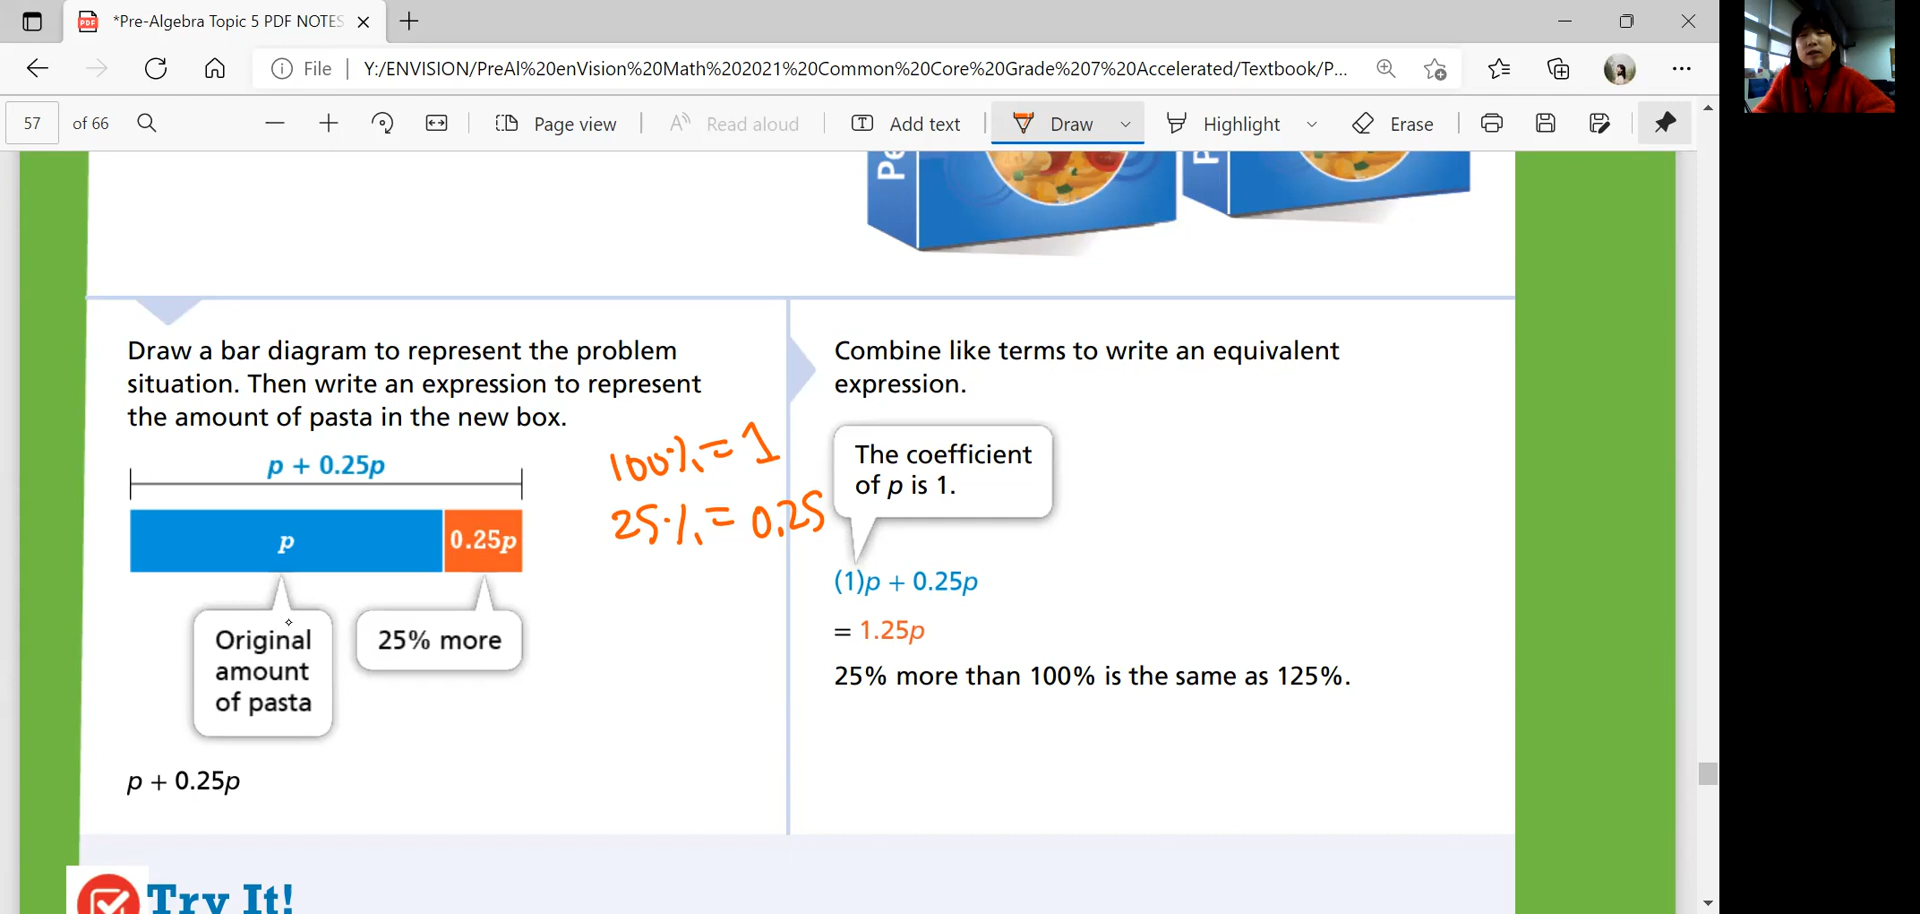 *Pre-Algebra Topic 5 PDF NOTES
File
Y:/ENVISION/PreAl%20enVision%20Math%202021%20Common%20Core%20Grade%207%20Accelerated/Textbook/P...
57 of 66
Page view
Read aloud
Add text
Draw
Highlight
Erase
Pe
P
Draw a bar diagram to represent the problem
situation. Then write an expression to represent
the amount of pasta in the new box.
p + 0.25p
p
0.25p
Original
amount
of pasta
25% more
p + 0.25p
100% = 1
25% = 0.25
Combine like terms to write an equivalent
expression.
The coefficient
of p is 1.
(1)p + 0.25p
= 1.25p
25% more than 100% is the same as 125%.
Try It!